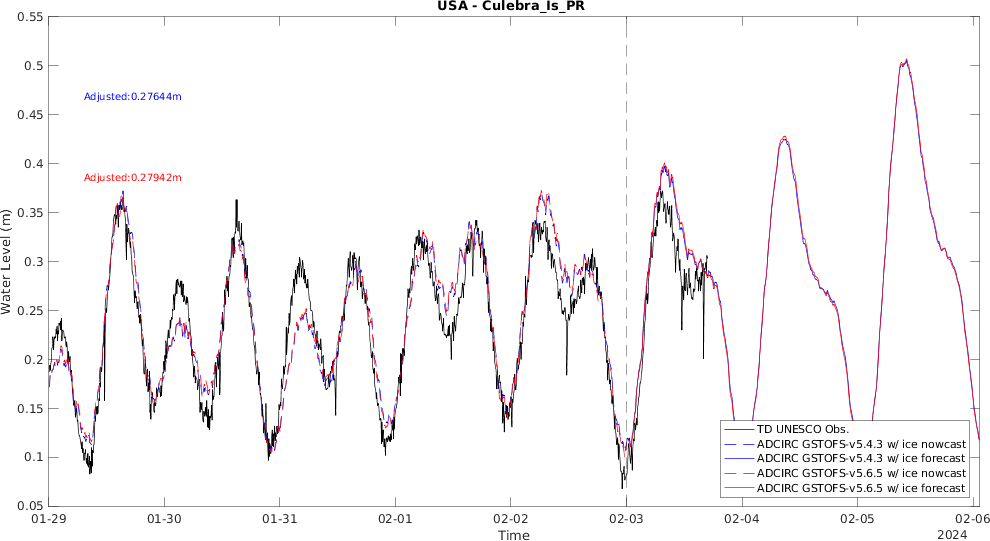 USA - Culebra_Is_PR
0.55
0.5
0.45
0.4
0.35
0.3
0.25
0.2
0.15
0.1
0.05
Water Level (m)
Adjusted:0.27644m
Adjusted:0.27942m
TD UNESCO Obs.
ADCIRC GSTOFS-v5.4.3 w/ ice nowcast
ADCIRC GSTOFS-v5.4.3 w/ ice forecast
ADCIRC GSTOFS-v5.6.5 w/ ice nowcast
ADCIRC GSTOFS-v5.6.5 w/ ice forecast
01-29 01-30 01-31 02-01 02-02 02-03 02-04 02-05 02-06
Time
2024